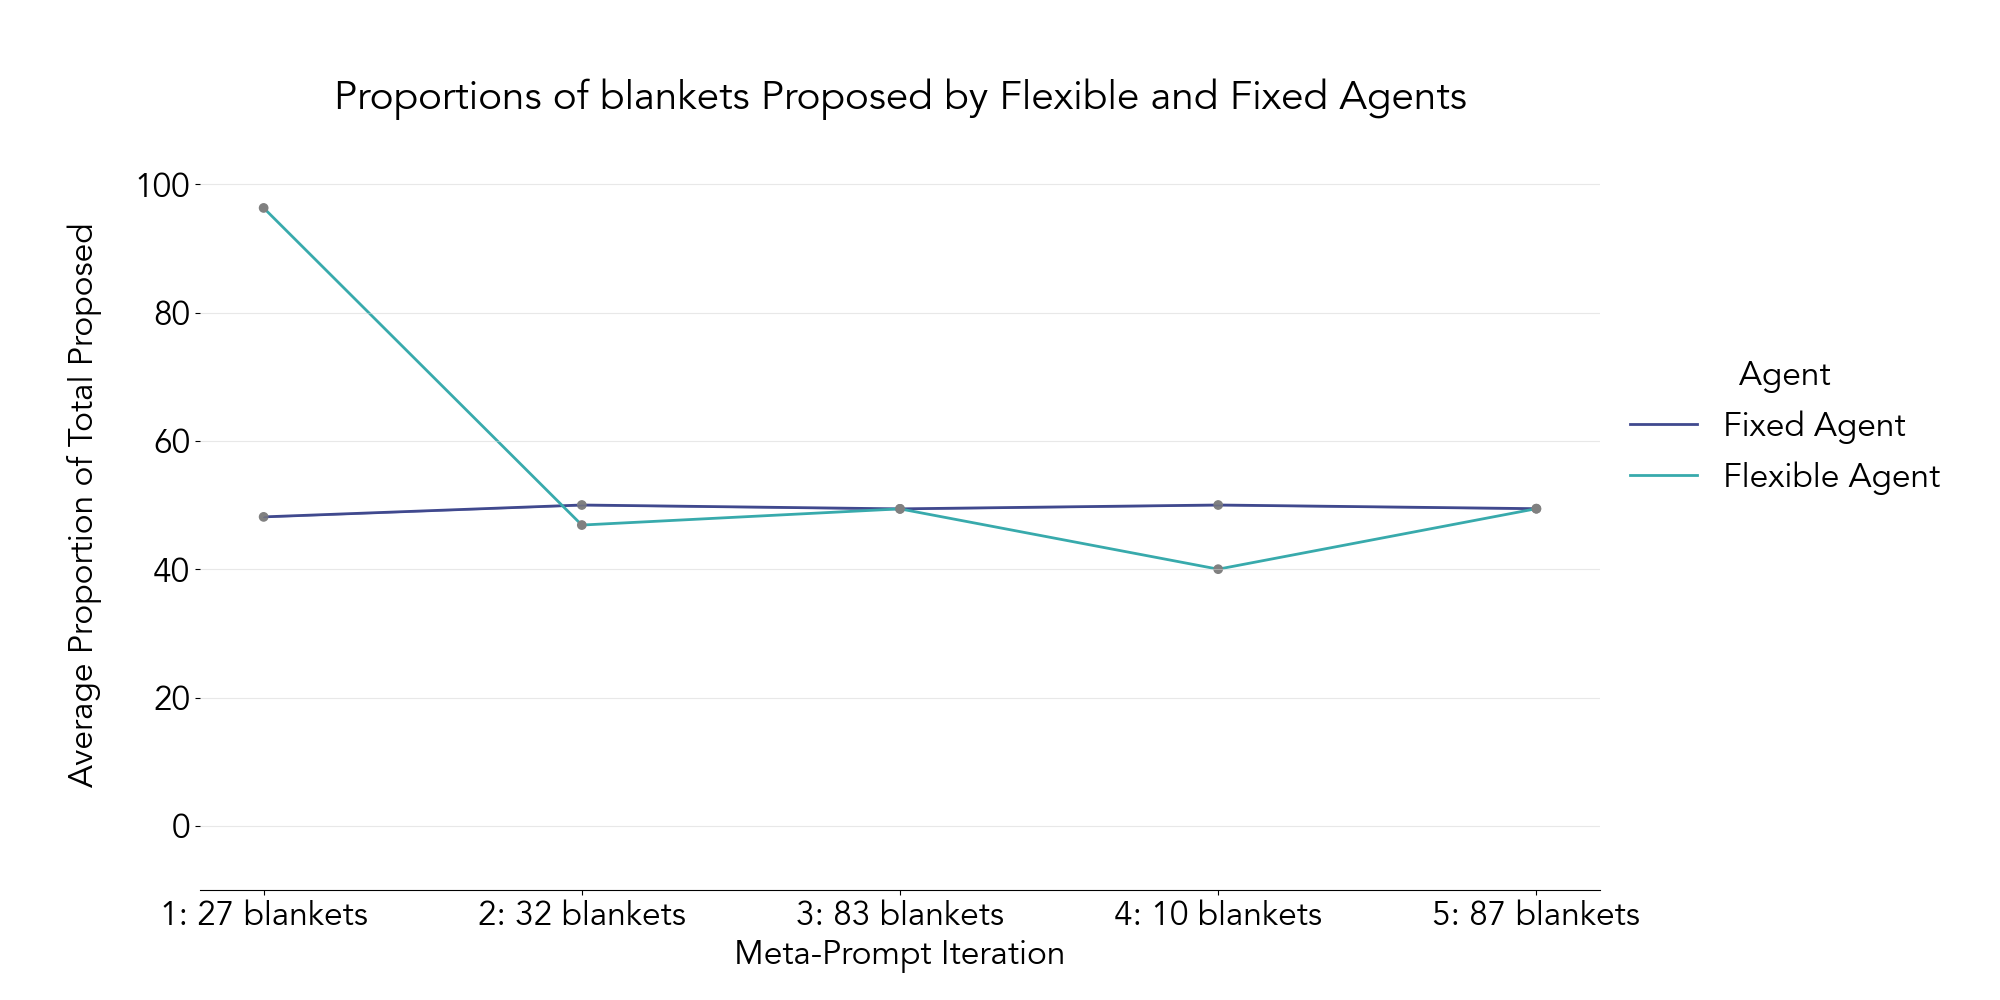 Proportions of blankets Proposed by Flexible and Fixed Agents
Average Proportion of Total Proposed
100
80
60
40
20
0
1: 27 blankets
2: 32 blankets
3: 83 blankets
4: 10 blankets
5: 87 blankets
Meta-Prompt Iteration
Agent
Fixed Agent
Flexible Agent